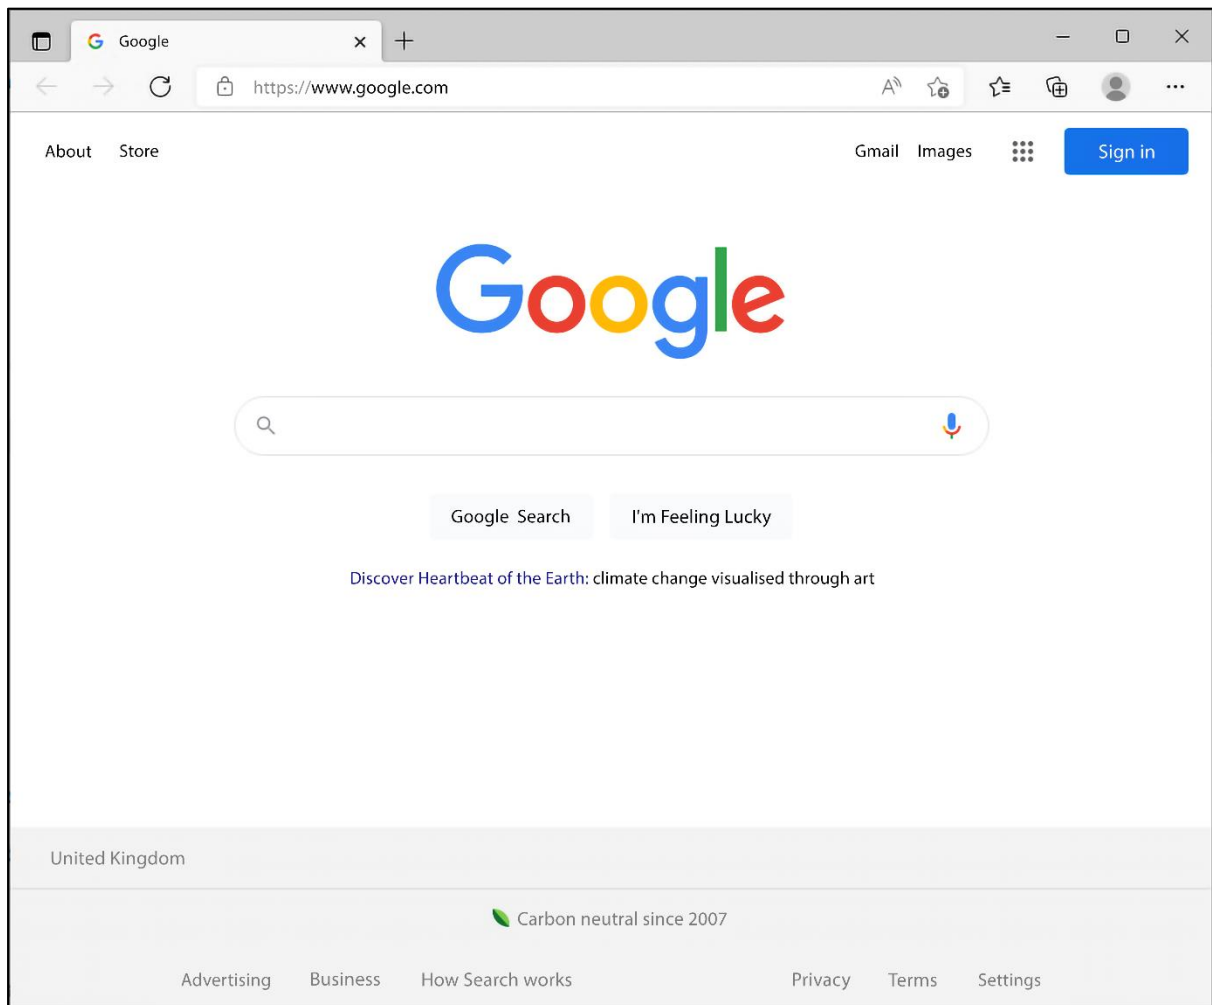 Google
https://www.google.com
About Store Gmail Images Sign in
Google
Google Search I'm Feeling Lucky
Discover Heartbeat of the Earth: climate change visualised through art
United Kingdom
Carbon neutral since 2007
Advertising Business How Search works Privacy Terms Settings